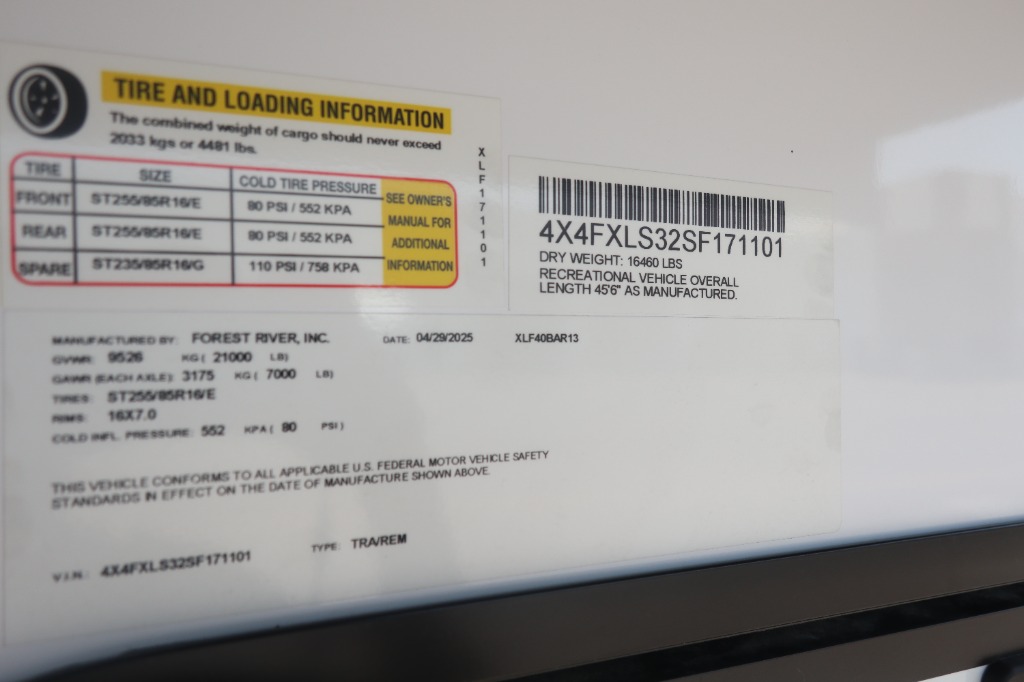 TIRE AND LOADING INFORMATION
The combined weight of cargo should never exceed
2033 kgs or 4481 lbs.
TIRE SIZE COLD TIRE PRESSURE
FRONT ST255/85R16/E 80 PSI / 552 KPA
REAR ST255/85R16/E 80 PSI / 552 KPA
SPARE ST235/85R16/G 110 PSI / 758 KPA
SEE OWNER'S
MANUAL FOR
ADDITIONAL
INFORMATION
XLF171101
4X4FXLS32SF171101
DRY WEIGHT: 16460 LBS
RECREATIONAL VEHICLE OVERALL
LENGTH 45'6" AS MANUFACTURED.
MANUFACTURED BY: FOREST RIVER, INC. DATE: 04/29/2025 XLF40BAR13
GVWR: 9526 KG ( 21000 LB)
GAWR (EACH AXLE): 3175 KG ( 7000 LB)
TIRES: ST255/85R16/E
RIMS: 16X7.0
COLD INFL. PRESSURE: 552 KPA ( 80 PSI )
THIS VEHICLE CONFORMS TO ALL APPLICABLE U.S. FEDERAL MOTOR VEHICLE SAFETY
STANDARDS IN EFFECT ON THE DATE OF MANUFACTURE SHOWN ABOVE.
V.I.N.: 4X4FXLS32SF171101 TYPE: TRA/REM